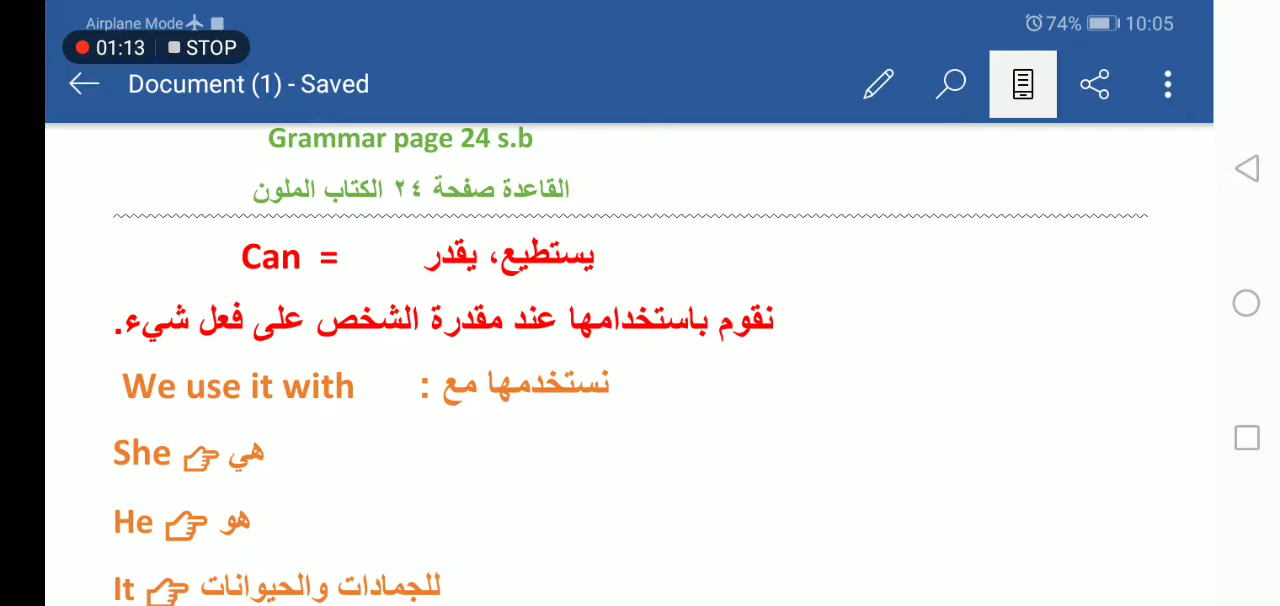 Airplane Mode 74% 10:05
01:13 STOP
Document (1) - Saved
Grammar page 24 s.b
القاعدة صفحة ٢٤ الكتاب الملون
Can = يستطيع، يقدر
نقوم باستخدامها عند مقدرة الشخص على فعل شيء.
We use it with نستخدمها مع :
She 👉 هي
He 👉 هو
It 👉 للجمادات والحيوانات